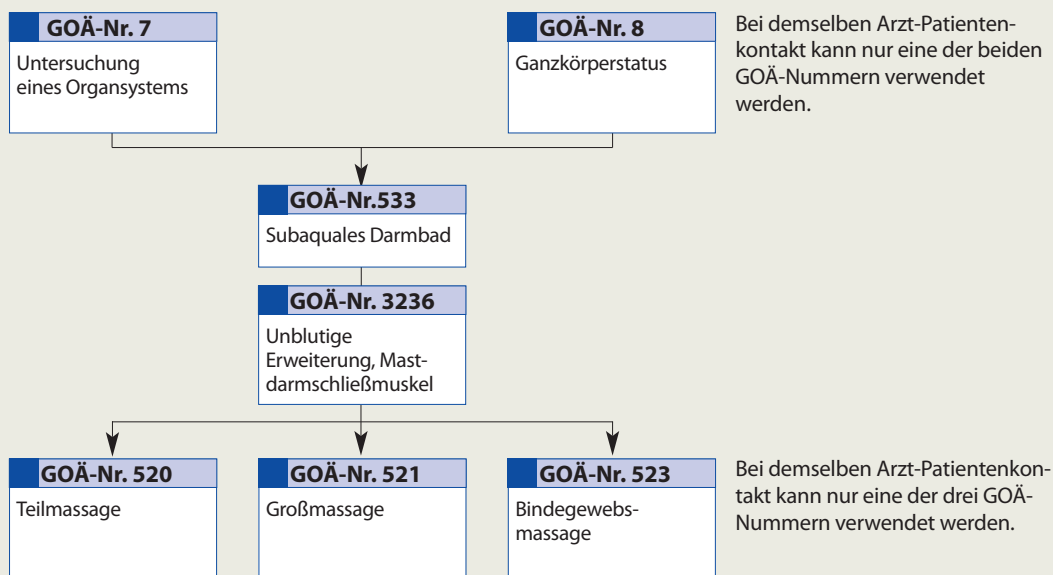 GOÄ-Nr. 7
Untersuchung
eines Organsystems
GOÄ-Nr. 8
Ganzkörperstatus
Bei demselben Arzt-Patienten-
kontakt kann nur eine der beiden
GOÄ-Nummern verwendet
werden.
GOÄ-Nr.533
Subaquales Darmbad
GOÄ-Nr. 3236
Unblutige
Erweiterung, Mast-
darmschließmuskel
GOÄ-Nr. 520
Teilmassage
GOÄ-Nr. 521
Großmassage
GOÄ-Nr. 523
Bindegewebs-
massage
Bei demselben Arzt-Patientenkon-
takt kann nur eine der drei GOÄ-
Nummern verwendet werden.